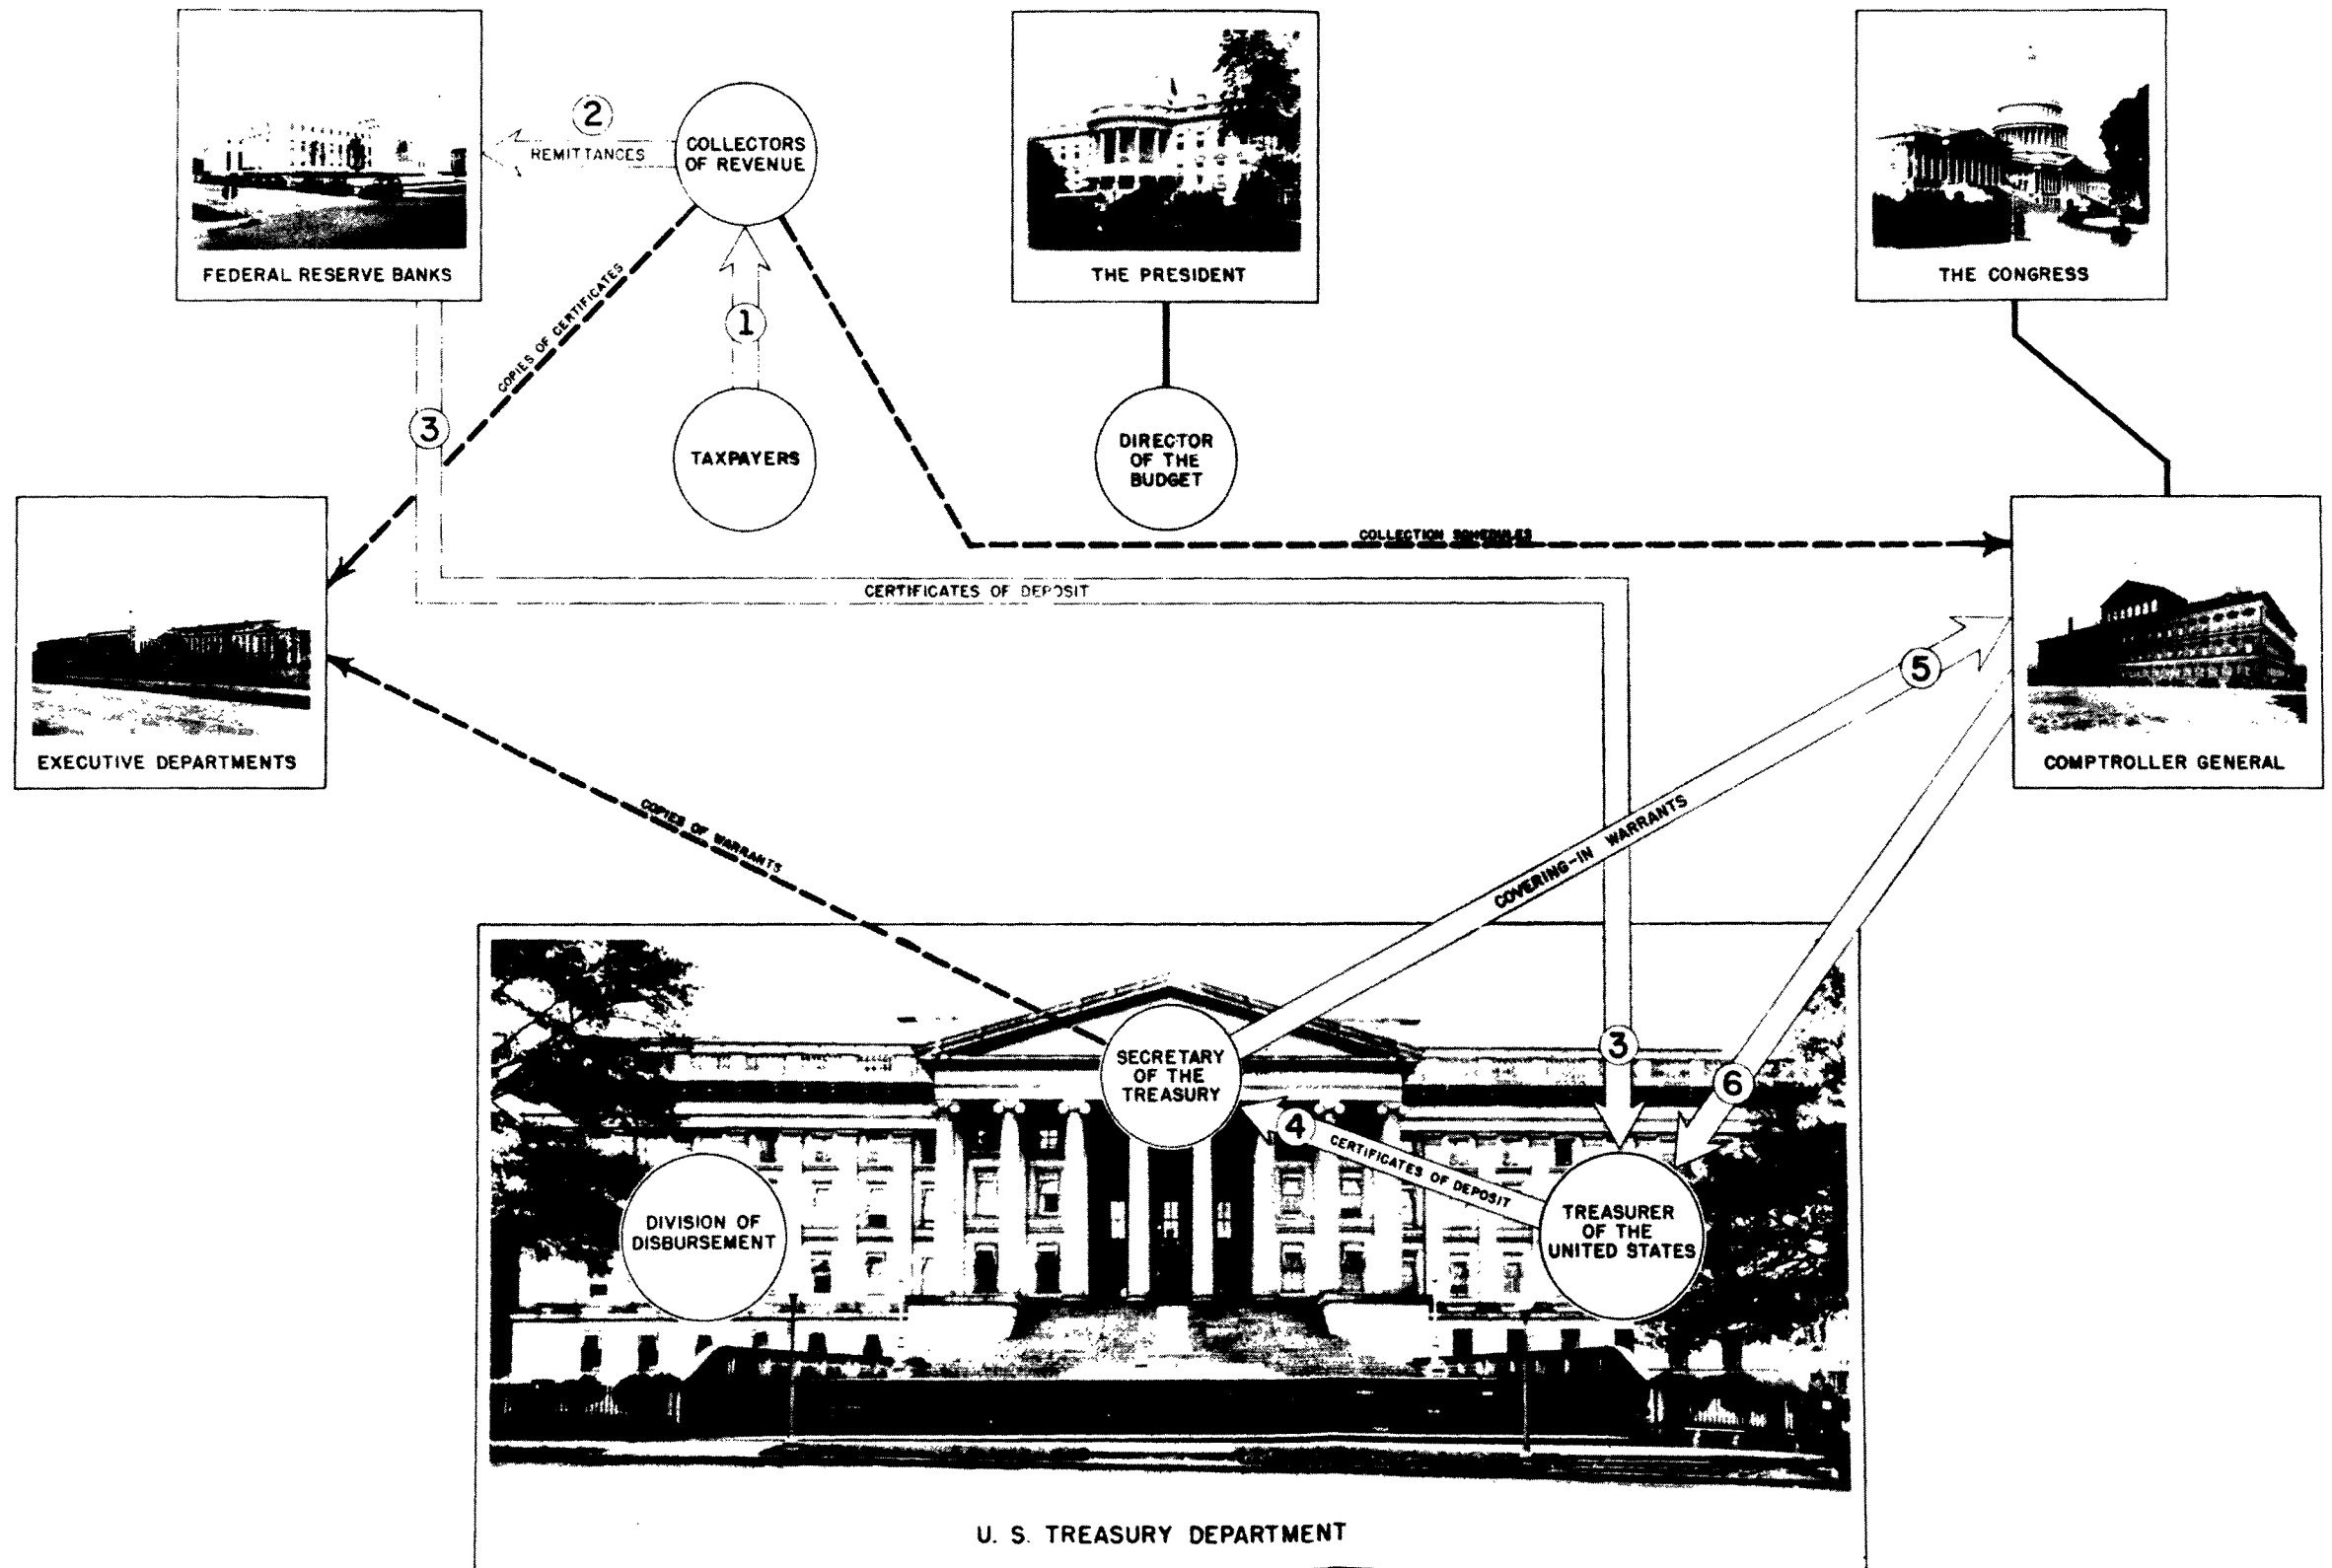 2
COLLECTORS
OF REVENUE
REMITTANCES
FEDERAL RESERVE BANKS
THE PRESIDENT
THE CONGRESS
COPIES OF CERTIFICATES
1
3
TAXPAYERS
DIRECTOR
OF THE
BUDGET
COLLECTION SCHEDULES
CERTIFICATES OF DEPOSIT
5
EXECUTIVE DEPARTMENTS
COMPTROLLER GENERAL
COPIES OF WARRANTS
COVERING-IN WARRANTS
SECRETARY
OF THE
TREASURY
3
6
4
CERTIFICATES OF DEPOSIT
DIVISION OF
DISBURSEMENT
TREASURER
OF THE
UNITED STATES
U. S. TREASURY DEPARTMENT